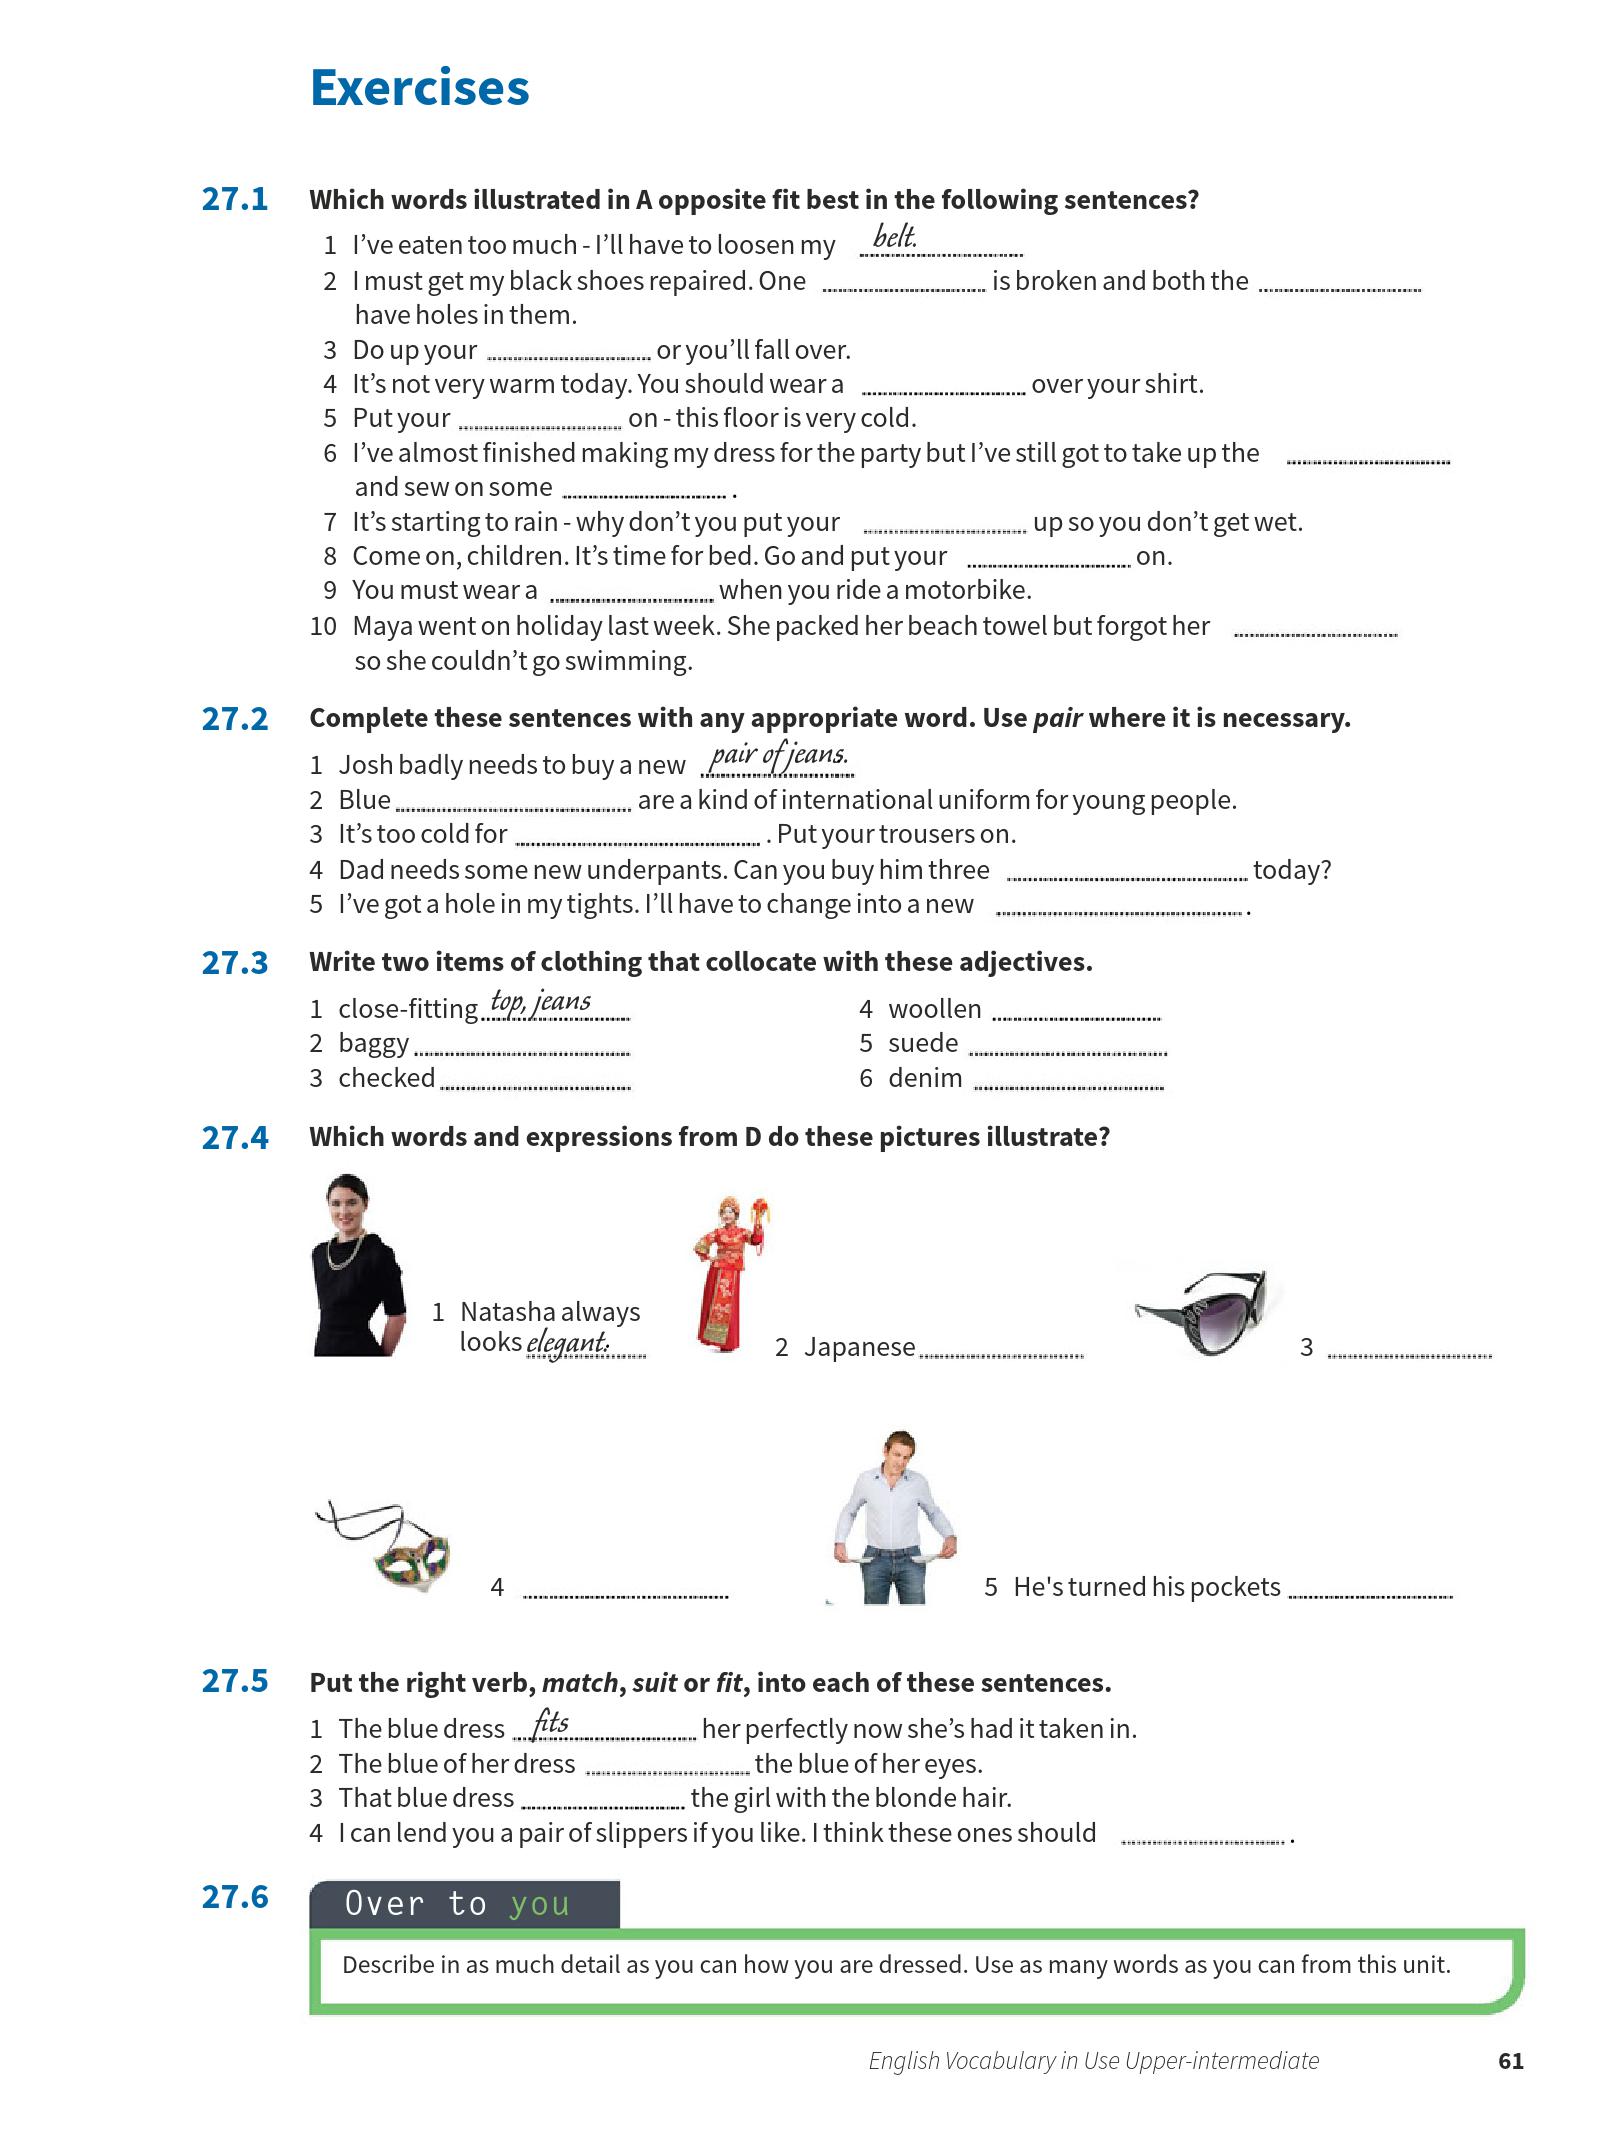 Exercises
27.1 Which words illustrated in A opposite fit best in the following sentences?
1 I've eaten too much - I'll have to loosen my belt.
2 I must get my black shoes repaired. One ............ is broken and both the ............
have holes in them.
3 Do up your ............ or you'll fall over.
4 It's not very warm today. You should wear a ............ over your shirt.
5 Put your ............ on - this floor is very cold.
6 I've almost finished making my dress for the party but I've still got to take up the ............
and sew on some ............ .
7 It's starting to rain - why don't you put your ............ up so you don't get wet.
8 Come on, children. It's time for bed. Go and put your ............ on.
9 You must wear a ............ when you ride a motorbike.
10 Maya went on holiday last week. She packed her beach towel but forgot her ............
so she couldn't go swimming.
27.2 Complete these sentences with any appropriate word. Use pair where it is necessary.
1 Josh badly needs to buy a new pair of jeans.
2 Blue ............ are a kind of international uniform for young people.
3 It's too cold for ............ . Put your trousers on.
4 Dad needs some new underpants. Can you buy him three ............ today?
5 I've got a hole in my tights. I'll have to change into a new ............ .
27.3 Write two items of clothing that collocate with these adjectives.
1 close-fitting top, jeans
2 baggy ............
3 checked ............
4 woollen ............
5 suede ............
6 denim ............
27.4 Which words and expressions from D do these pictures illustrate?
1 Natasha always
looks elegant.
2 Japanese ............
3 ............
4 ............
5 He's turned his pockets ............
27.5 Put the right verb, match, suit or fit, into each of these sentences.
1 The blue dress fits her perfectly now she's had it taken in.
2 The blue of her dress ............ the blue of her eyes.
3 That blue dress ............ the girl with the blonde hair.
4 I can lend you a pair of slippers if you like. I think these ones should ............ .
27.6 Over to you
Describe in as much detail as you can how you are dressed. Use as many words as you can from this unit.
English Vocabulary in Use Upper-intermediate 61